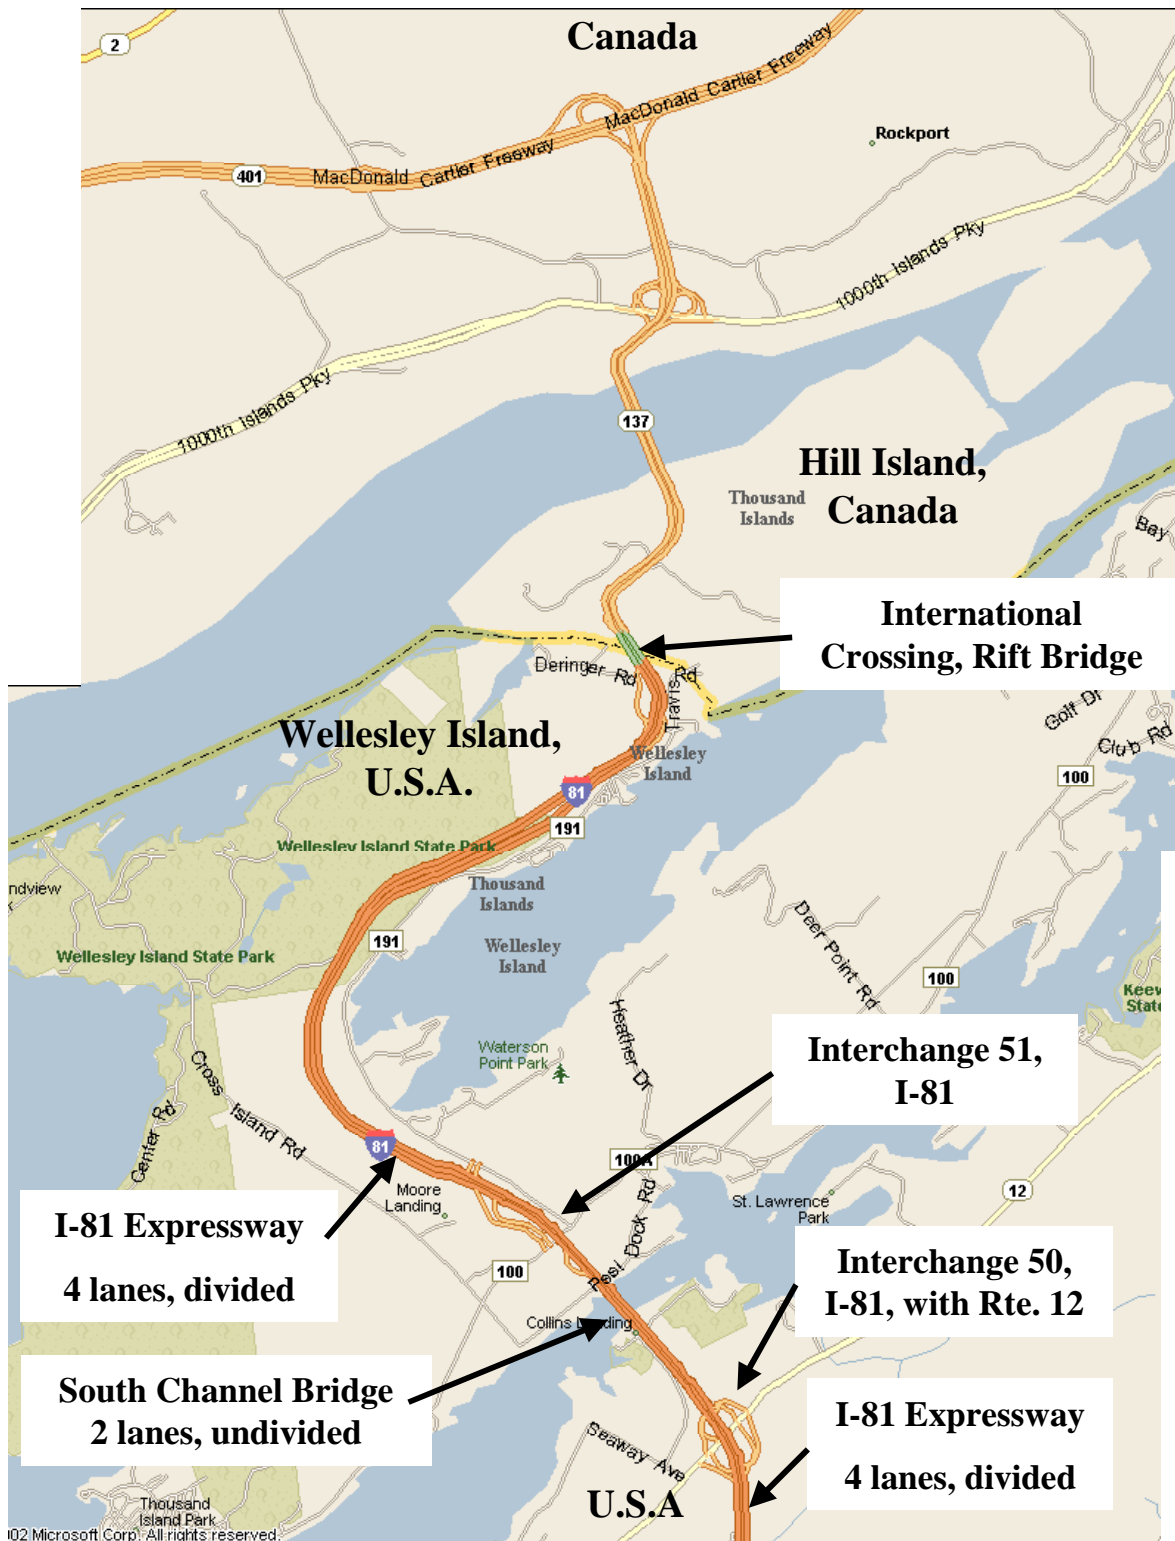 Canada
2
MacDonald Cartier Freeway
Rockport
401
MacDonald
Cartier Freeway
1000th Islands Pky
1000th Islands Pky
137
Hill Island,
Canada
Thousand
Islands
Bay
International
Crossing, Rift Bridge
Deringer Rd
Travis Rd
Golf Dr
Club Rd
100
Wellesley Island,
U.S.A.
Wellesley
Island
81
191
Wellesley Island State Park
Thousand
Islands
ndview
191
Wellesley
Island
Wellesley Island State Park
Deer Point Rd
100
Keew
State
Heather Dr
Waterson
Point Park
Interchange 51,
I-81
Cross Island Rd
Center Rd
81
100A
Moore
Landing
St. Lawrence
Park
12
I-81 Expressway
4 lanes, divided
Dock Rd
100
Interchange 50,
I-81, with Rte. 12
Collins Landing
South Channel Bridge
2 lanes, undivided
I-81 Expressway
4 lanes, divided
Seaway Ave
U.S.A
Thousand
Island Park
02 Microsoft Corp. All rights reserved.